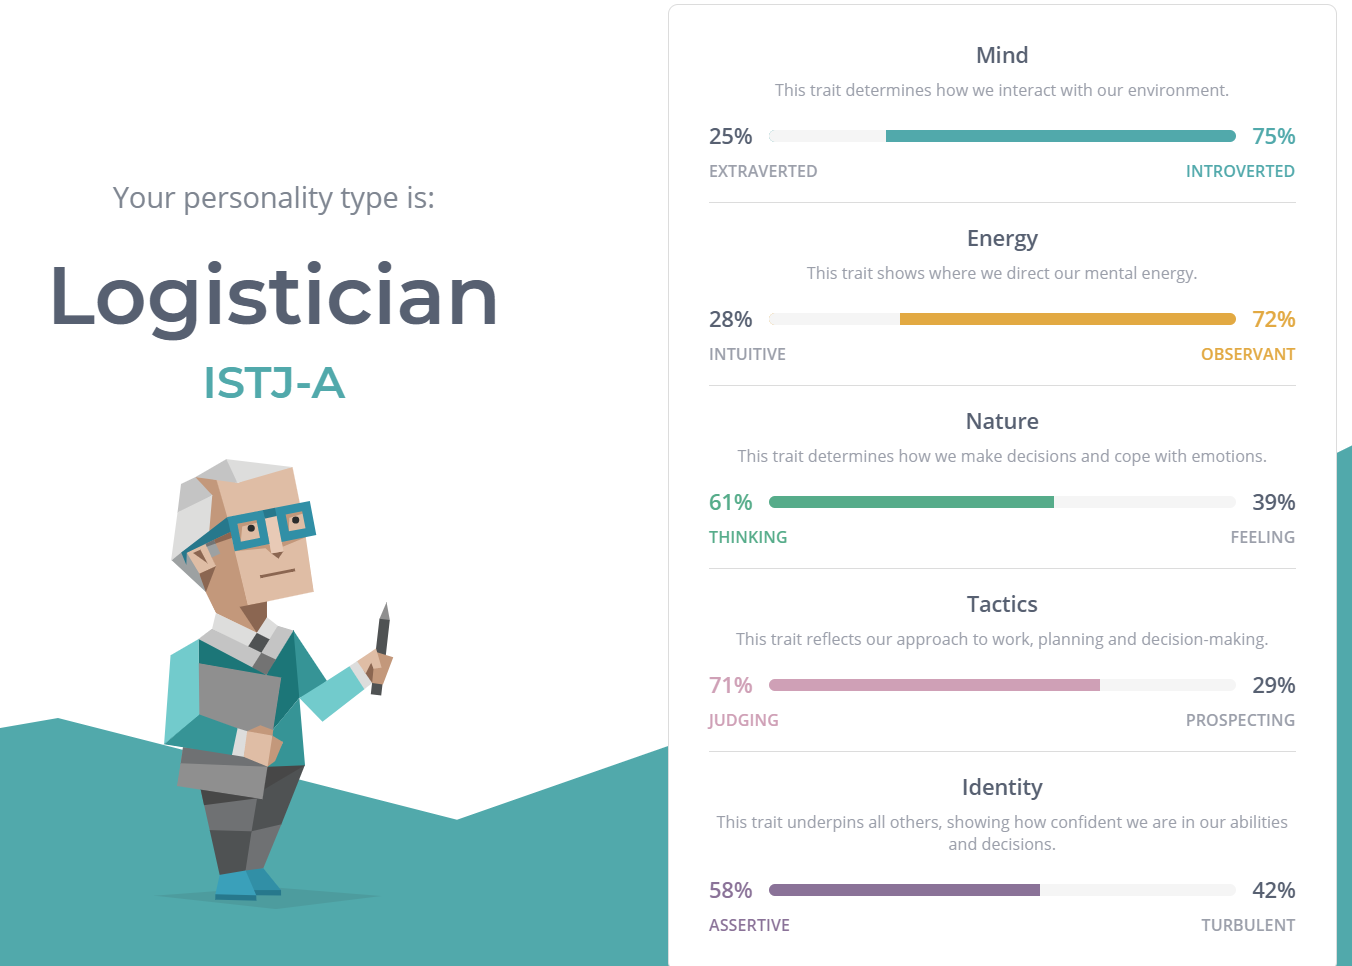 Your personality type is:
Logistician
ISTJ-A
Mind
This trait determines how we interact with our environment.
25% 75%
EXTRAVERTED INTROVERTED
Energy
This trait shows where we direct our mental energy.
28% 72%
INTUITIVE OBSERVANT
Nature
This trait determines how we make decisions and cope with emotions.
61% 39%
THINKING FEELING
Tactics
This trait reflects our approach to work, planning and decision-making.
71% 29%
JUDGING PROSPECTING
Identity
This trait underpins all others, showing how confident we are in our abilities
and decisions.
58% 42%
ASSERTIVE TURBULENT